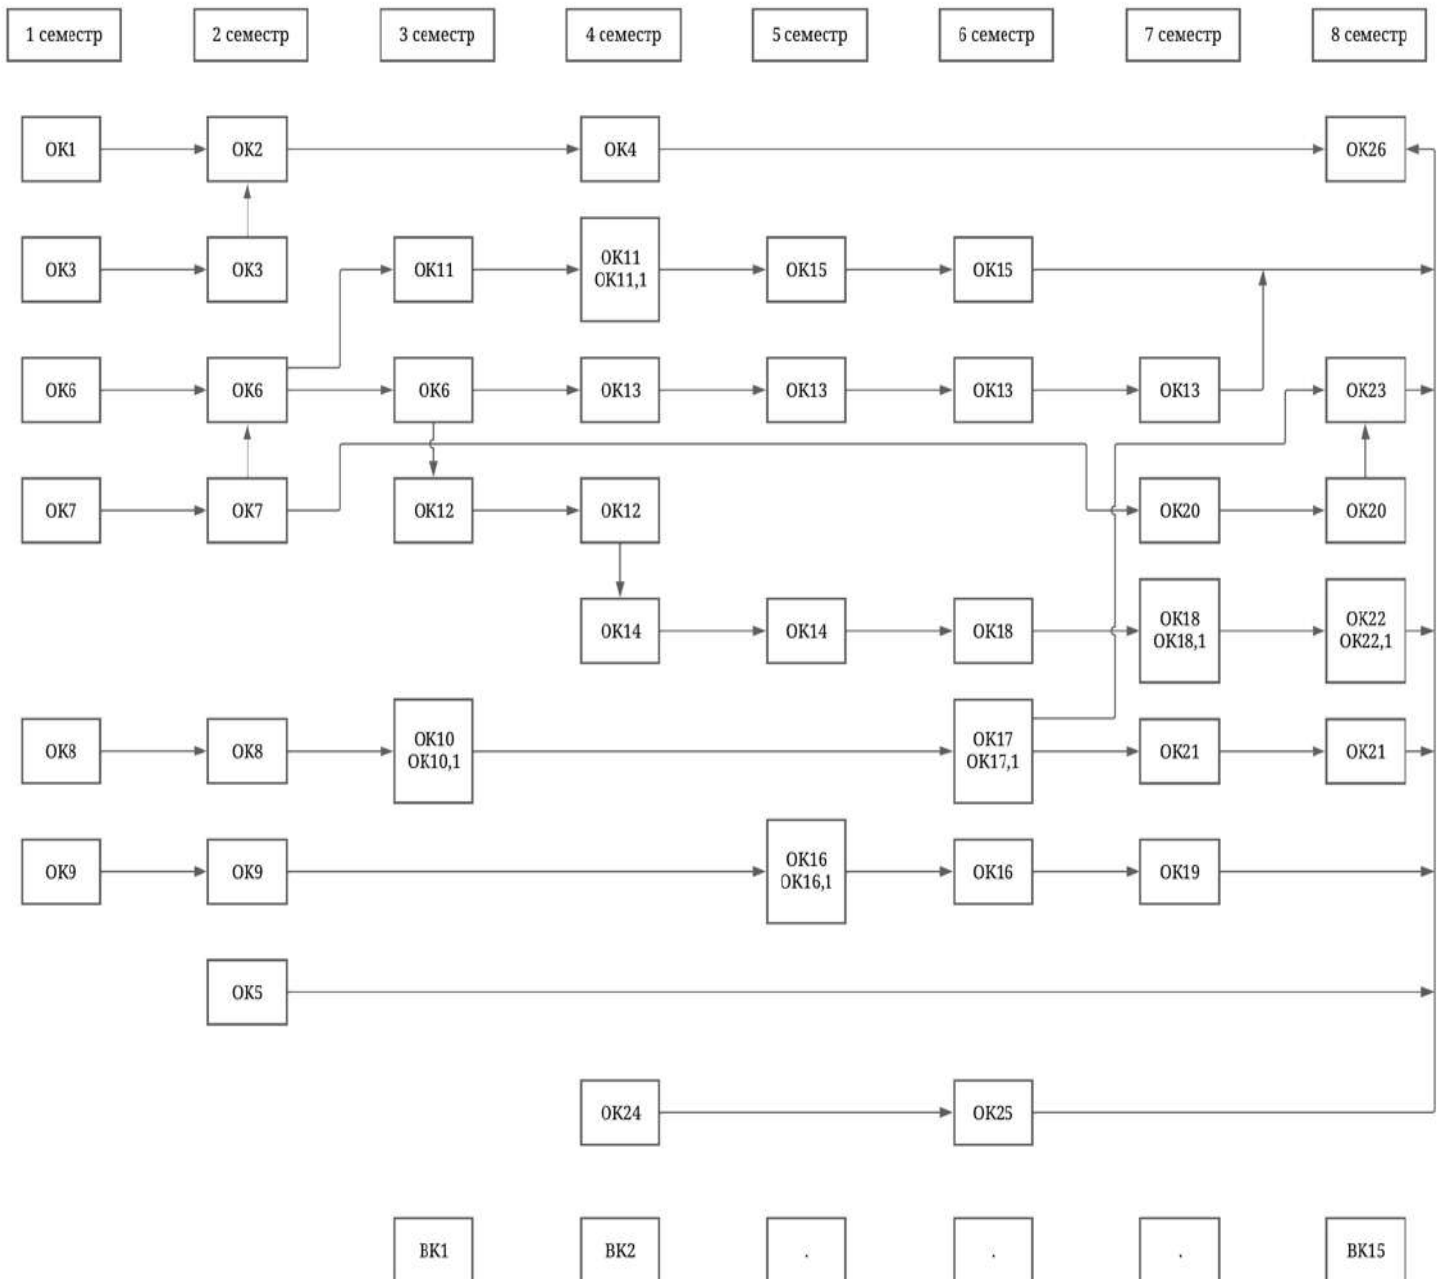 1 семестр 2 семестр 3 семестр 4 семестр 5 семестр 6 семестр 7 семестр 8 семестр
ОК1 ОК2 ОК4 ОК26
ОК3 ОК3 ОК11 ОК11 ОК15 ОК15
ОК11,1
ОК6 ОК6 ОК6 ОК13 ОК13 ОК13 ОК13 ОК23
ОК7 ОК7 ОК12 ОК12 ОК20 ОК20
ОК14 ОК14 ОК18 ОК18 ОК22
ОК18,1 ОК22,1
ОК8 ОК8 ОК10 ОК17 ОК21 ОК21
ОК10,1 ОК17,1
ОК9 ОК9 ОК16 ОК16 ОК19
ОК16,1
ОК5
ОК24 ОК25
ВК1 ВК2 . . . ВК15